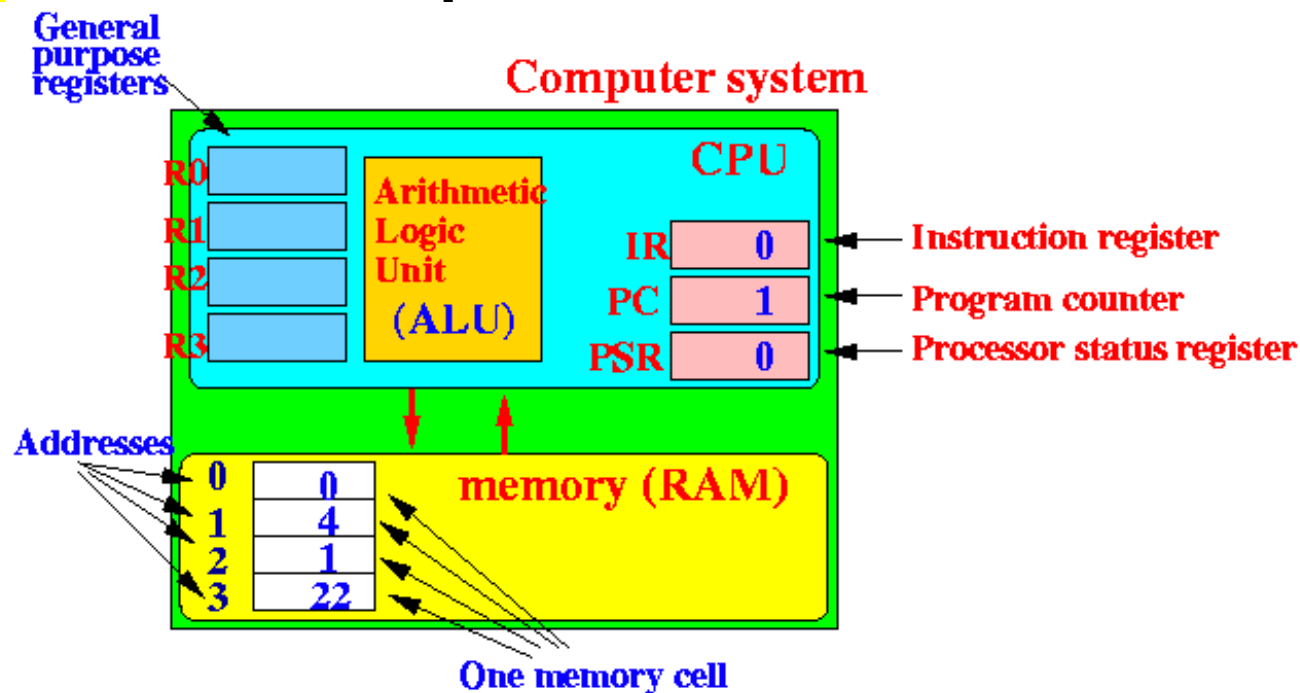 General
purpose
registers
Computer system
CPU
R0
R1
R2
R3
Arithmetic
Logic
Unit
(ALU)
IR 0
PC 1
PSR 0
Instruction register
Program counter
Processor status register
Addresses
memory (RAM)
0 0
1 4
2 1
3 22
One memory cell